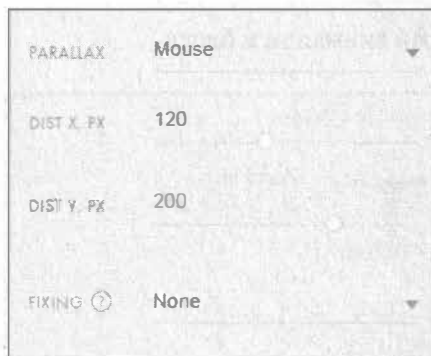 PARALLAX Mouse
DIST X, PX 120
DIST Y, PX 200
FIXING ? None